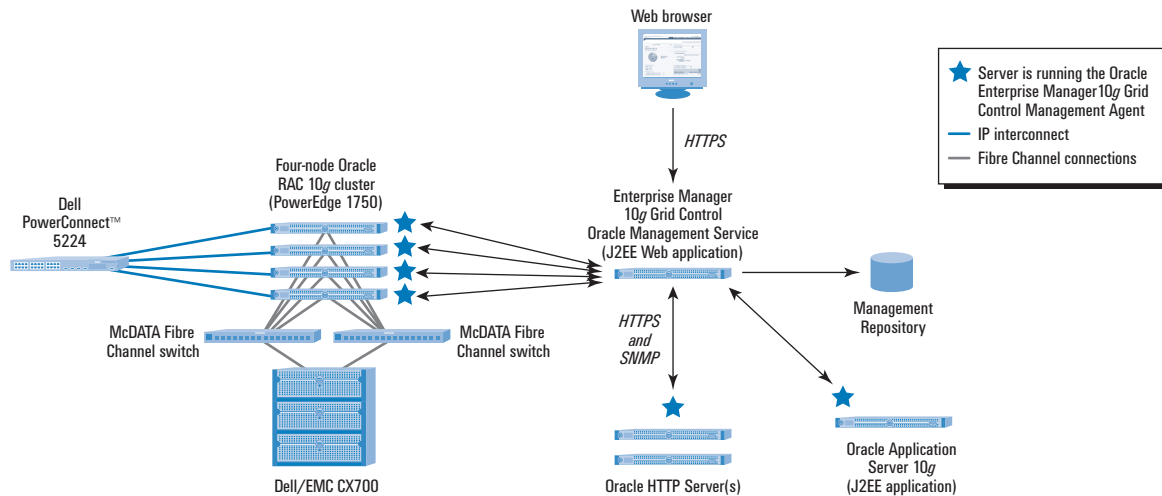 Web browser
Server is running the Oracle
Enterprise Manager10g Grid
Control Management Agent
IP interconnect
Fibre Channel connections
HTTPS
Four-node Oracle
RAC 10g cluster
(PowerEdge 1750)
Dell
PowerConnect™
5224
Enterprise Manager
10g Grid Control
Oracle Management Service
(J2EE Web application)
Management
Repository
McDATA Fibre
Channel switch
McDATA Fibre
Channel switch
HTTPS
and
SNMP
Dell/EMC CX700
Oracle HTTP Server(s)
Oracle Application
Server 10g
(J2EE application)